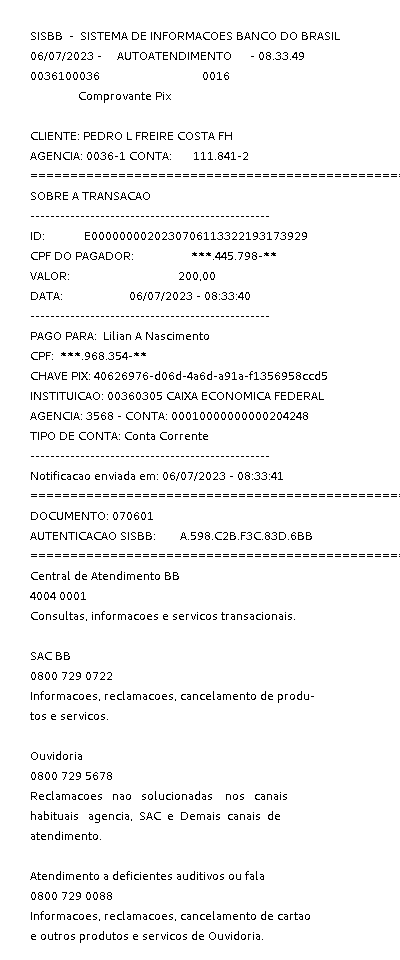 SISBB - SISTEMA DE INFORMACOES BANCO DO BRASIL
06/07/2023 - AUTOATENDIMENTO - 08.33.49
0036100036 0016
Comprovante Pix
CLIENTE: PEDRO L FREIRE COSTA FH
AGENCIA: 0036-1 CONTA: 111.841-2
================================================
SOBRE A TRANSACAO
------------------------------------------------
ID: E0000000020230706113322193173929
CPF DO PAGADOR: ***.445.798-**
VALOR: 200,00
DATA: 06/07/2023 - 08:33:40
------------------------------------------------
PAGO PARA: Lilian A Nascimento
CPF: ***.968.354-**
CHAVE PIX: 40626976-d06d-4a6d-a91a-f1356958ccd5
INSTITUICAO: 00360305 CAIXA ECONOMICA FEDERAL
AGENCIA: 3568 - CONTA: 00010000000000204248
TIPO DE CONTA: Conta Corrente
------------------------------------------------
Notificacao enviada em: 06/07/2023 - 08:33:41
================================================
DOCUMENTO: 070601
AUTENTICACAO SISBB: A.598.C2B.F3C.83D.6BB
================================================
Central de Atendimento BB
4004 0001
Consultas, informacoes e servicos transacionais.
SAC BB
0800 729 0722
Informacoes, reclamacoes, cancelamento de produ-
tos e servicos.
Ouvidoria
0800 729 5678
Reclamacoes nao solucionadas nos canais
habituais agencia, SAC e Demais canais de
atendimento.
Atendimento a deficientes auditivos ou fala
0800 729 0088
Informacoes, reclamacoes, cancelamento de cartao
e outros produtos e servicos de Ouvidoria.